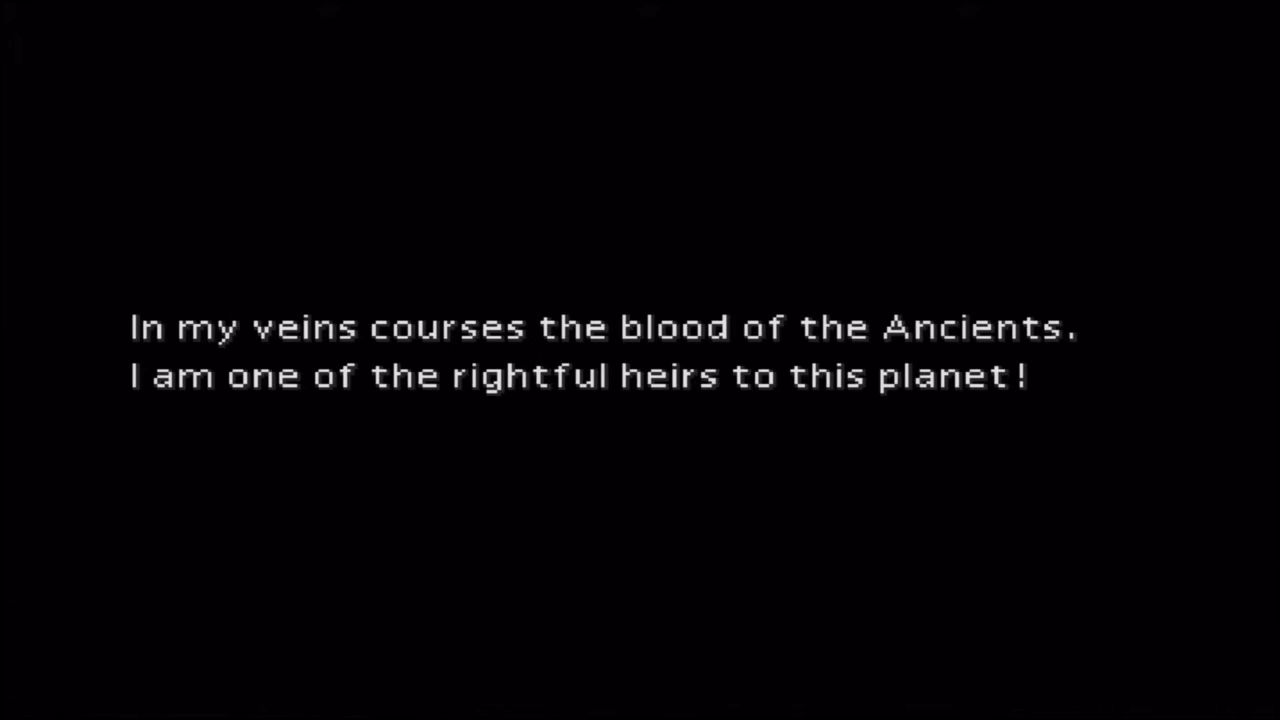 In my veins courses the blood of the Ancients.
I am one of the rightful heirs to this planet!